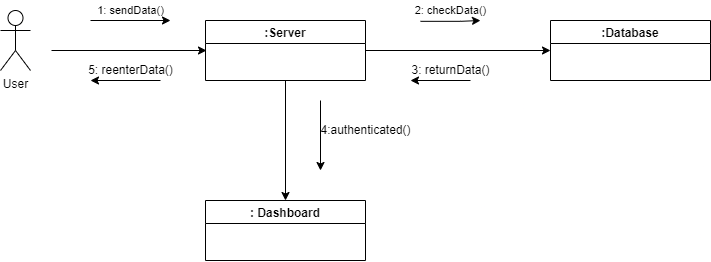 1: sendData()
2: checkData()
:Server
:Database
5: reenterData()
3: returnData()
User
4:authenticated()
: Dashboard